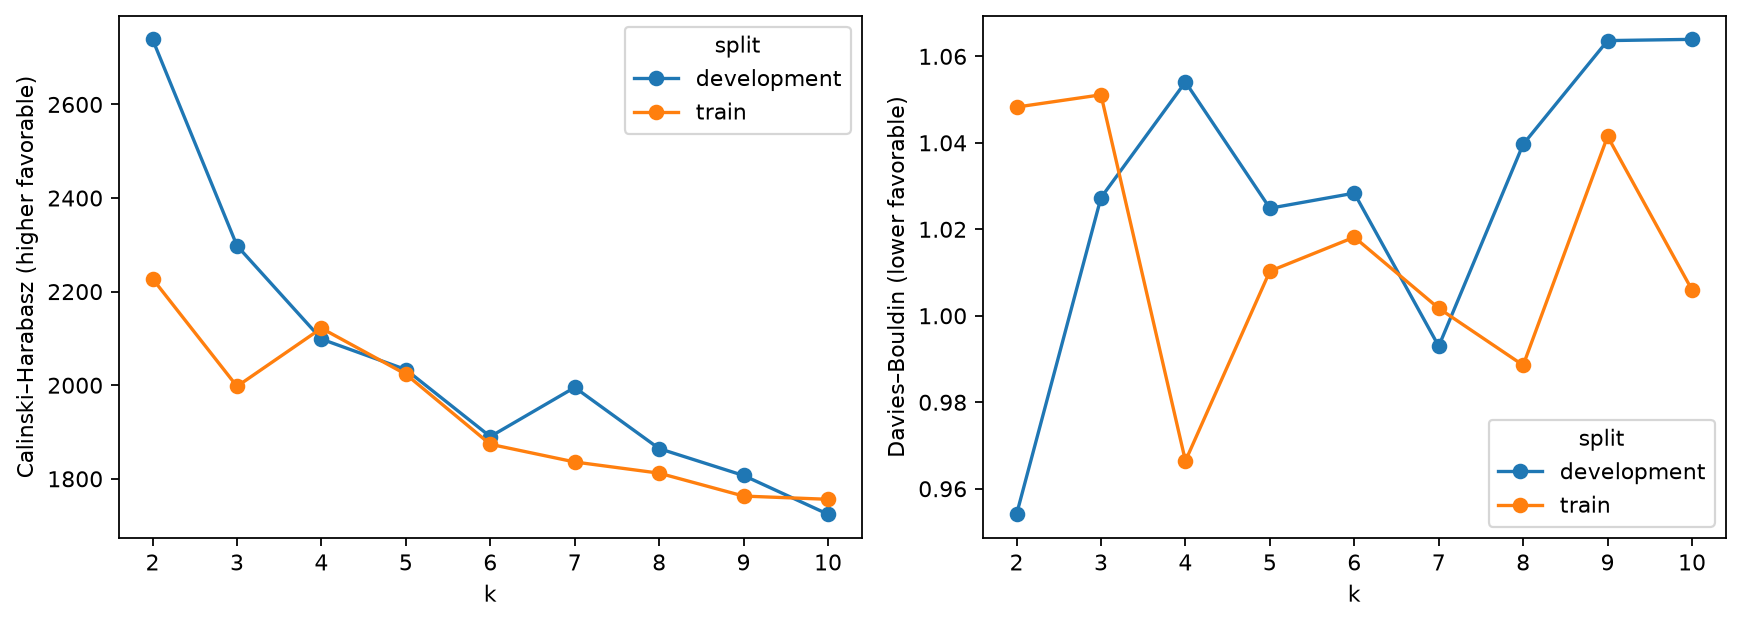 Calinski–Harabasz (higher favorable)
2600
2400
2200
2000
1800
split
development
train
2 3 4 5 6 7 8 9 10
k
Davies–Bouldin (lower favorable)
1.06
1.04
1.02
1.00
0.98
0.96
split
development
train
2 3 4 5 6 7 8 9 10
k